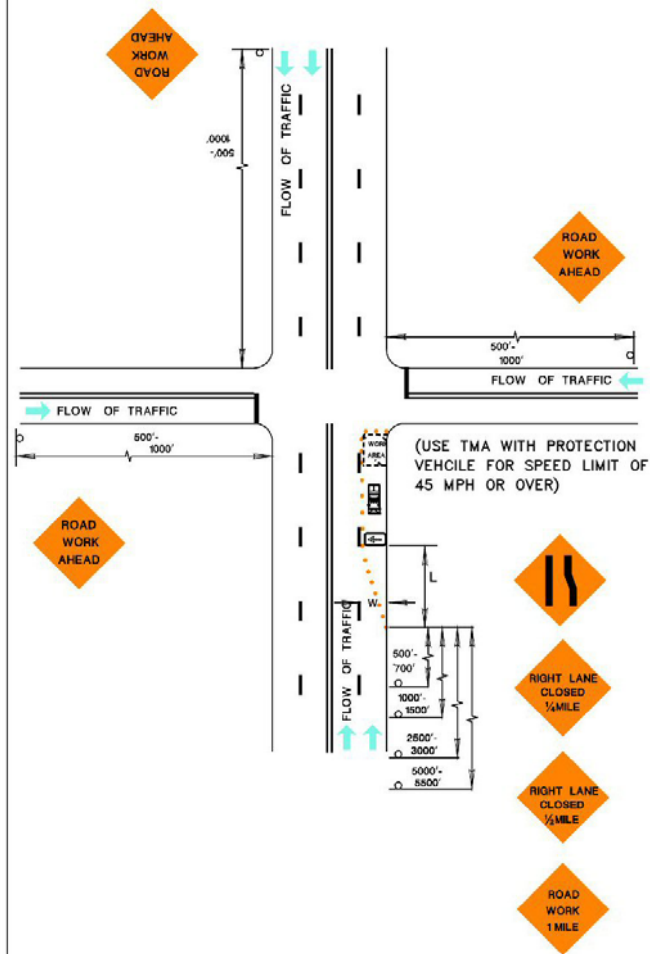 ROAD
WORK
AHEAD
500'-
1000'
FLOW OF TRAFFIC
ROAD
WORK
AHEAD
500'-
1000'
FLOW OF TRAFFIC
FLOW OF TRAFFIC
500'-
1000'
WORK
AREA
(USE TMA WITH PROTECTION
VEHCILE FOR SPEED LIMIT OF
45 MPH OR OVER)
ROAD
WORK
AHEAD
L
W
FLOW OF TRAFFIC
500'-
700'
1000'-
1500'
2500'-
3000'
5000'-
5500'
RIGHT LANE
CLOSED
¼MILE
RIGHT LANE
CLOSED
½MILE
ROAD
WORK
1 MILE